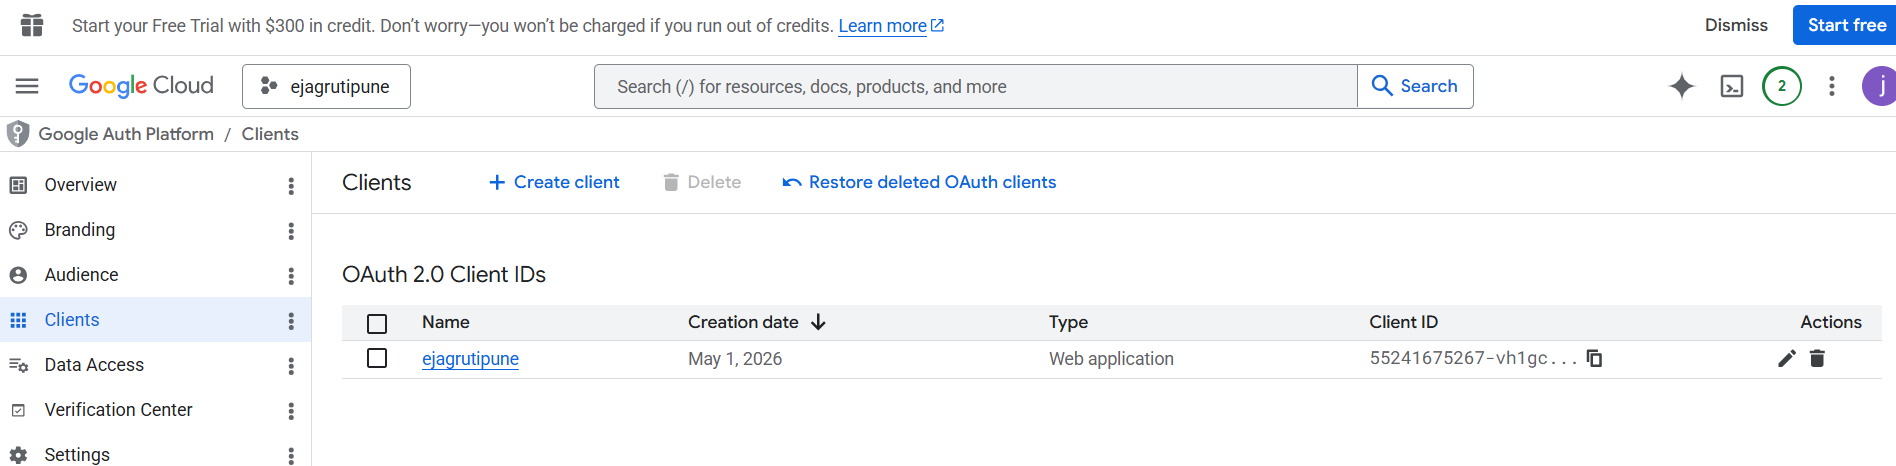 Start your Free Trial with $300 in credit. Don’t worry—you won’t be charged if you run out of credits. Learn more
Dismiss
Start free
Google Cloud
ejagrutipune
Search (/) for resources, docs, products, and more
Search
2
j
Google Auth Platform / Clients
Overview
Branding
Audience
Clients
Data Access
Verification Center
Settings
Clients
Create client
Delete
Restore deleted OAuth clients
OAuth 2.0 Client IDs
Name Creation date Type Client ID Actions
ejagrutipune May 1, 2026 Web application 55241675267-vh1gc...